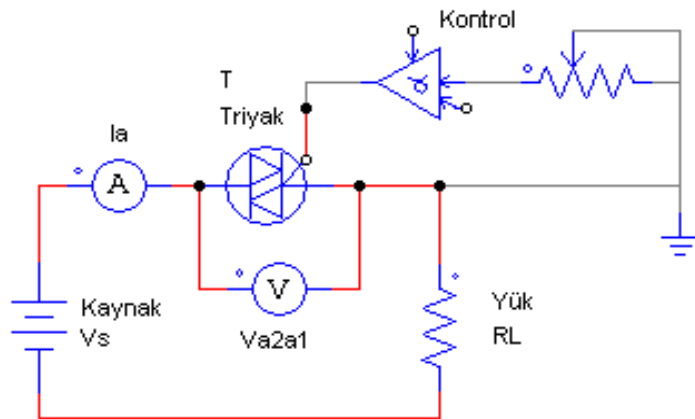 Kontrol
T
Triyak
Ia
A
V
Va2a1
Kaynak
Vs
Yük
RL
α